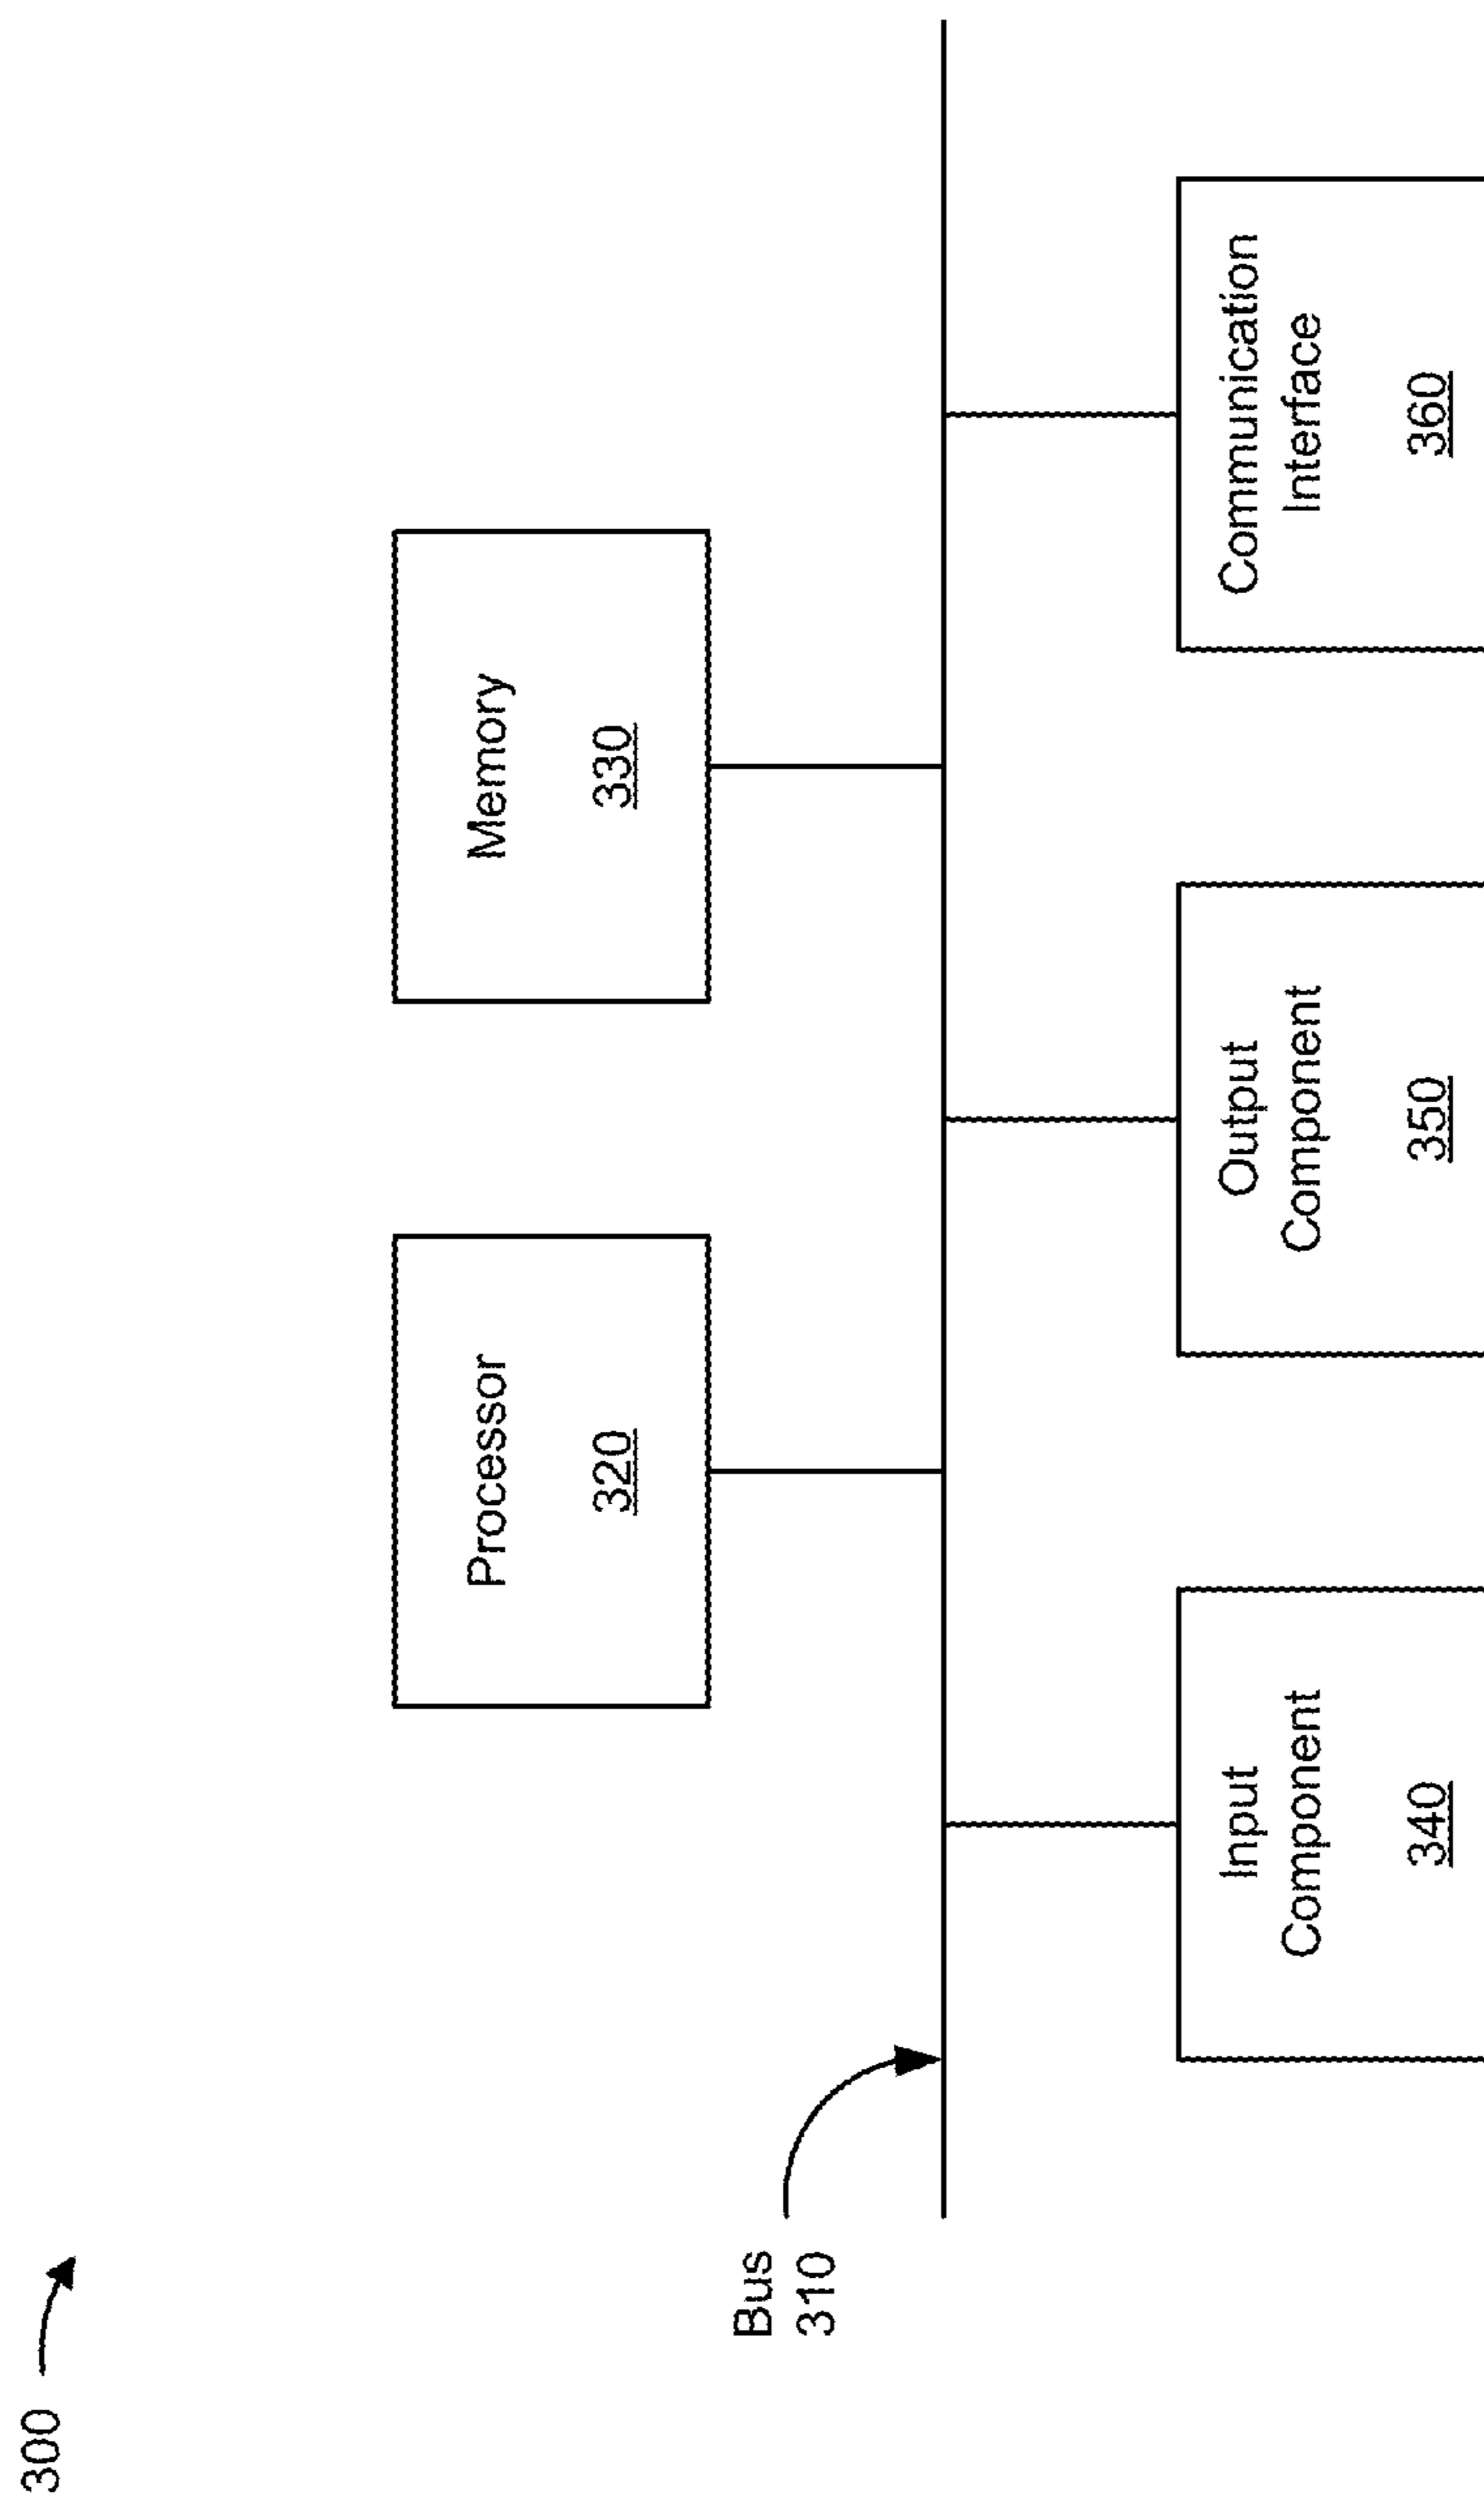 300
Processor
320
Memory
330
Bus
310
Input
Component
340
Output
Component
350
Communication
Interface
360